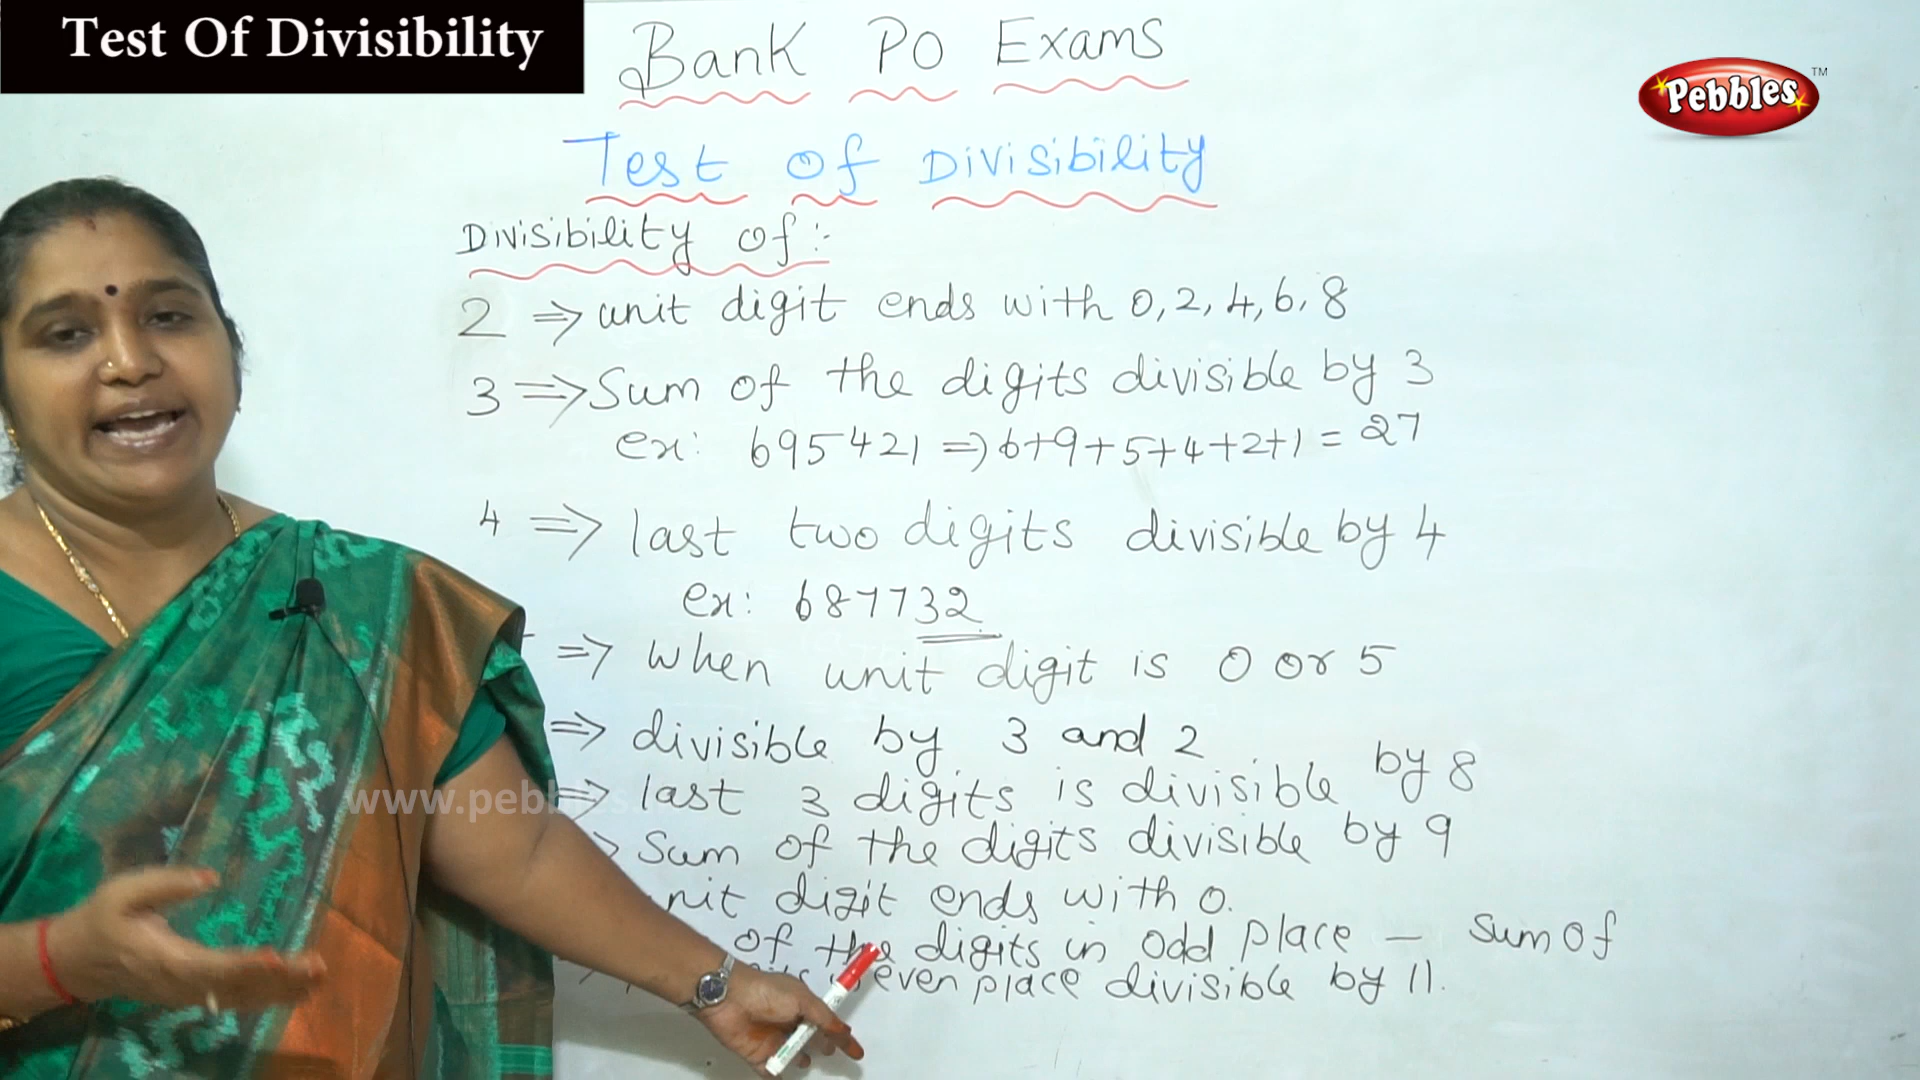 Test Of Divisibility
Bank PO Exams
Pebbles TM
Test of Divisibility
Divisibility of:-
2 => unit digit ends with 0, 2, 4, 6, 8
3 => Sum of the digits divisible by 3
ex: 695421 => 6+9+5+4+2+1 = 27
4 => last two digits divisible by 4
ex: 687732
=> when unit digit is 0 or 5
=> divisible by 3 and 2
=> last 3 digits is divisible by 8
Sum of the digits divisible by 9
digit ends with 0.
of the digits in odd place - sum of
even place divisible by 11.
www.pebbles